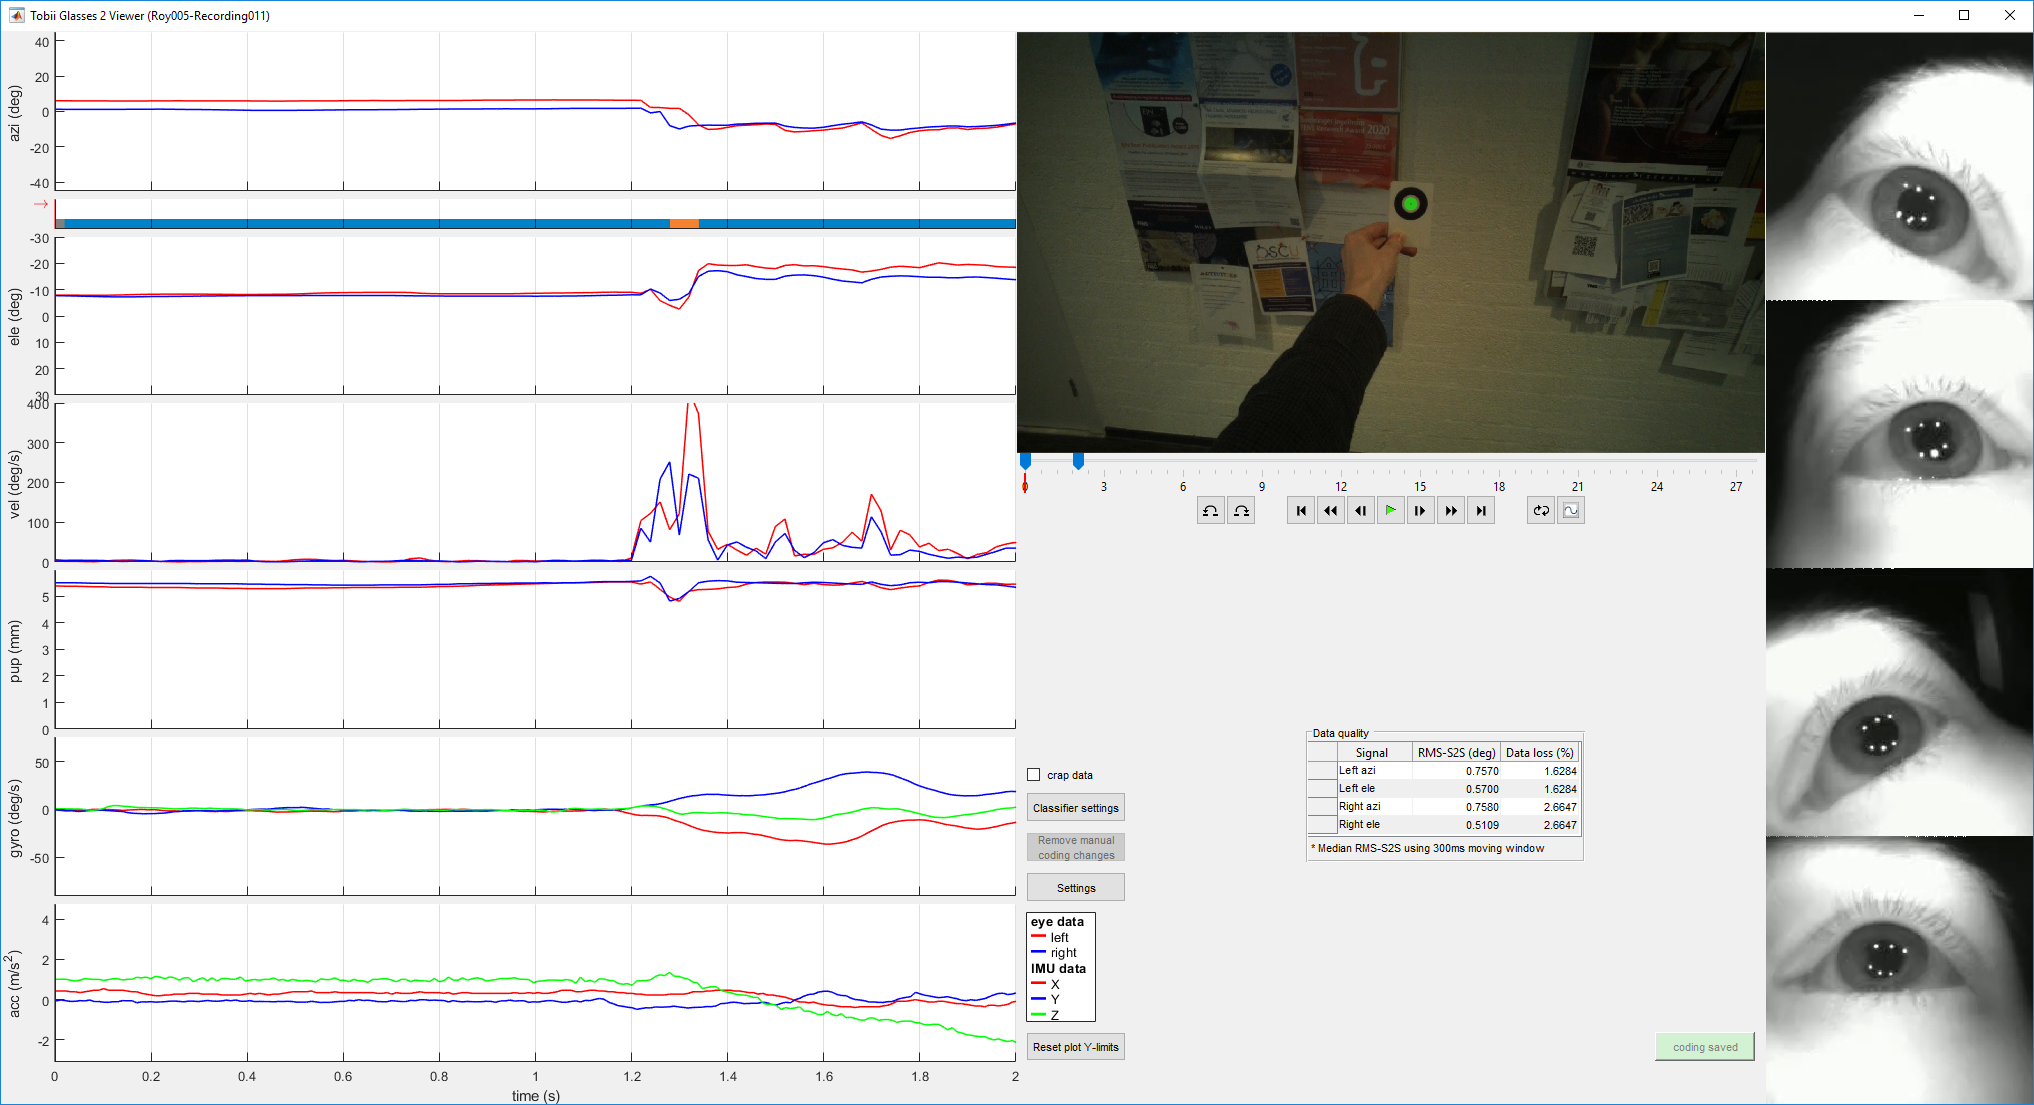 Tobii Glasses 2 Viewer (Roy005-Recording011)
azi (deg)
40
20
0
-20
-40
→
ele (deg)
-30
-20
-10
0
10
20
30
vel (deg/s)
400
300
200
100
0
pup (mm)
5
4
3
2
1
0
gyro (deg/s)
50
0
-50
acc (m/s²)
4
2
0
-2
0 0.2 0.4 0.6 0.8 1 1.2 1.4 1.6 1.8 2
time (s)
2020
OSCU
0 3 6 9 12 15 18 21 24 27
crap data
Classifier settings
Remove manual
coding changes
Settings
eye data
left
right
IMU data
X
Y
Z
Reset plot Y-limits
Data quality
Signal RMS-S2S (deg) Data loss (%)
Left azi 0.7570 1.6284
Left ele 0.5700 1.6284
Right azi 0.7580 2.6647
Right ele 0.5109 2.6647
* Median RMS-S2S using 300ms moving window
coding saved